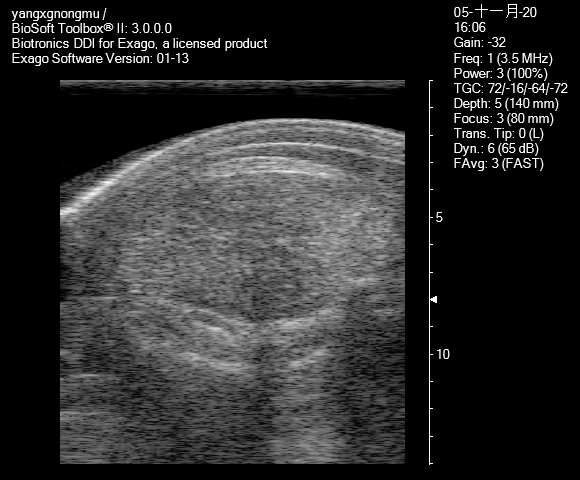 yangxgnongmu /
BioSoft Toolbox® II: 3.0.0.0
Biotronics DDI for Exago, a licensed product
Exago Software Version: 01-13
05-十一月-20
16:06
Gain: -32
Freq: 1 (3.5 MHz)
Power: 3 (100%)
TGC: 72/-16/-64/-72
Depth: 5 (140 mm)
Focus: 3 (80 mm)
Trans. Tip: 0 (L)
Dyn.: 6 (65 dB)
FAvg: 3 (FAST)
5
10